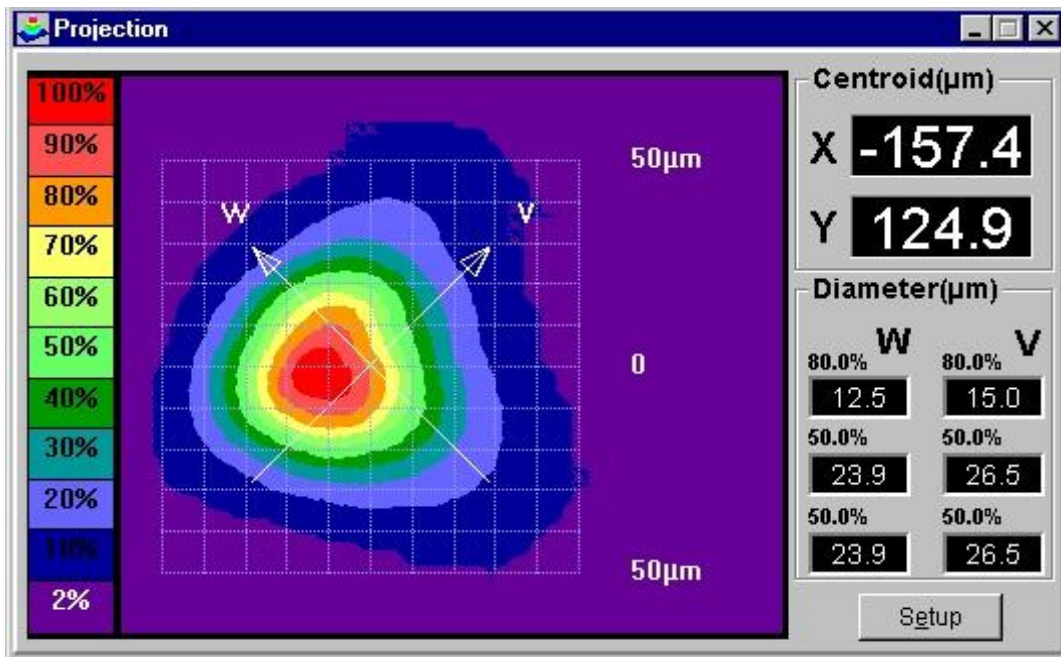 Projection
100%
90%
80%
70%
60%
50%
40%
30%
20%
10%
2%
W
V
50µm
0
50µm
Centroid(µm)
X -157.4
Y 124.9
Diameter(µm)
W V
80.0% 80.0%
12.5 15.0
50.0% 50.0%
23.9 26.5
50.0% 50.0%
23.9 26.5
Setup